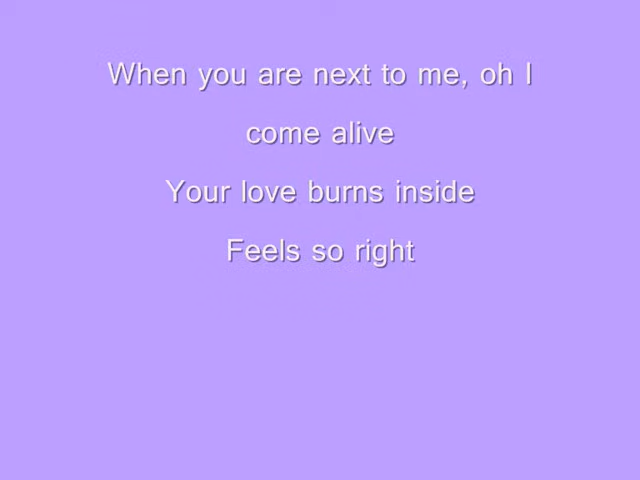 When you are next to me, oh I
come alive
Your love burns inside
Feels so right